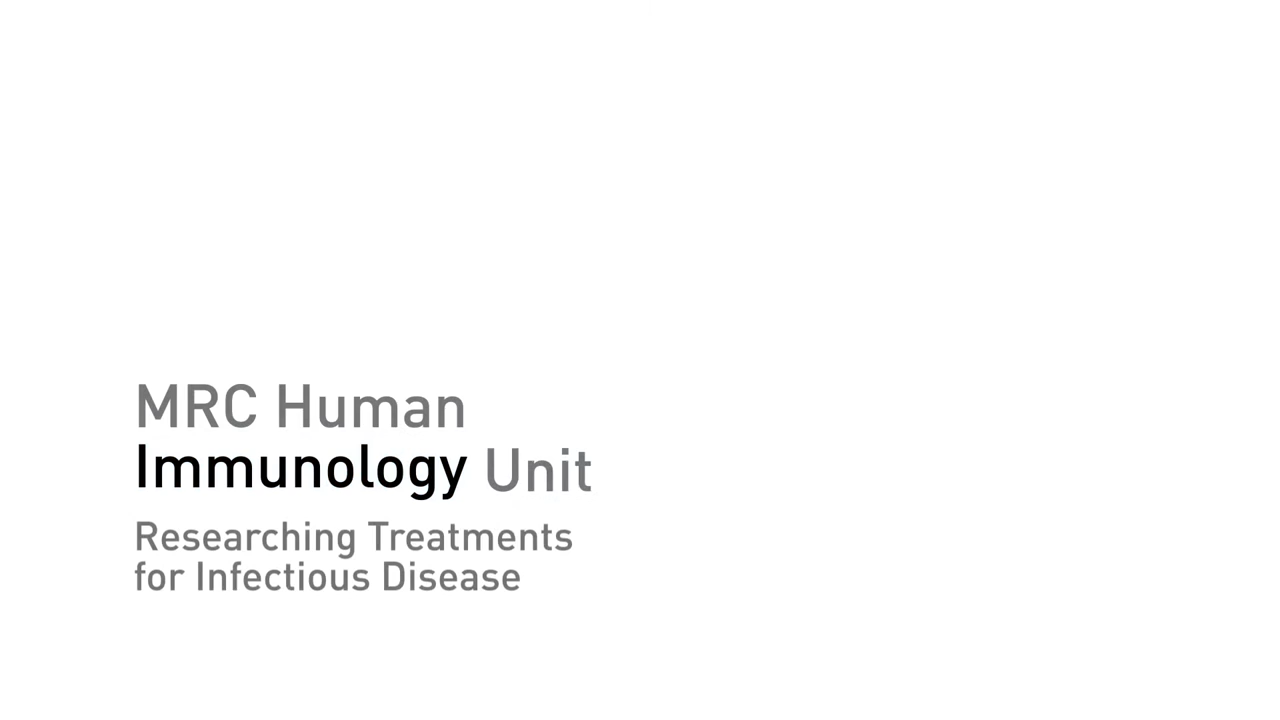 MRC Human
Immunology Unit
Researching Treatments
for Infectious Disease